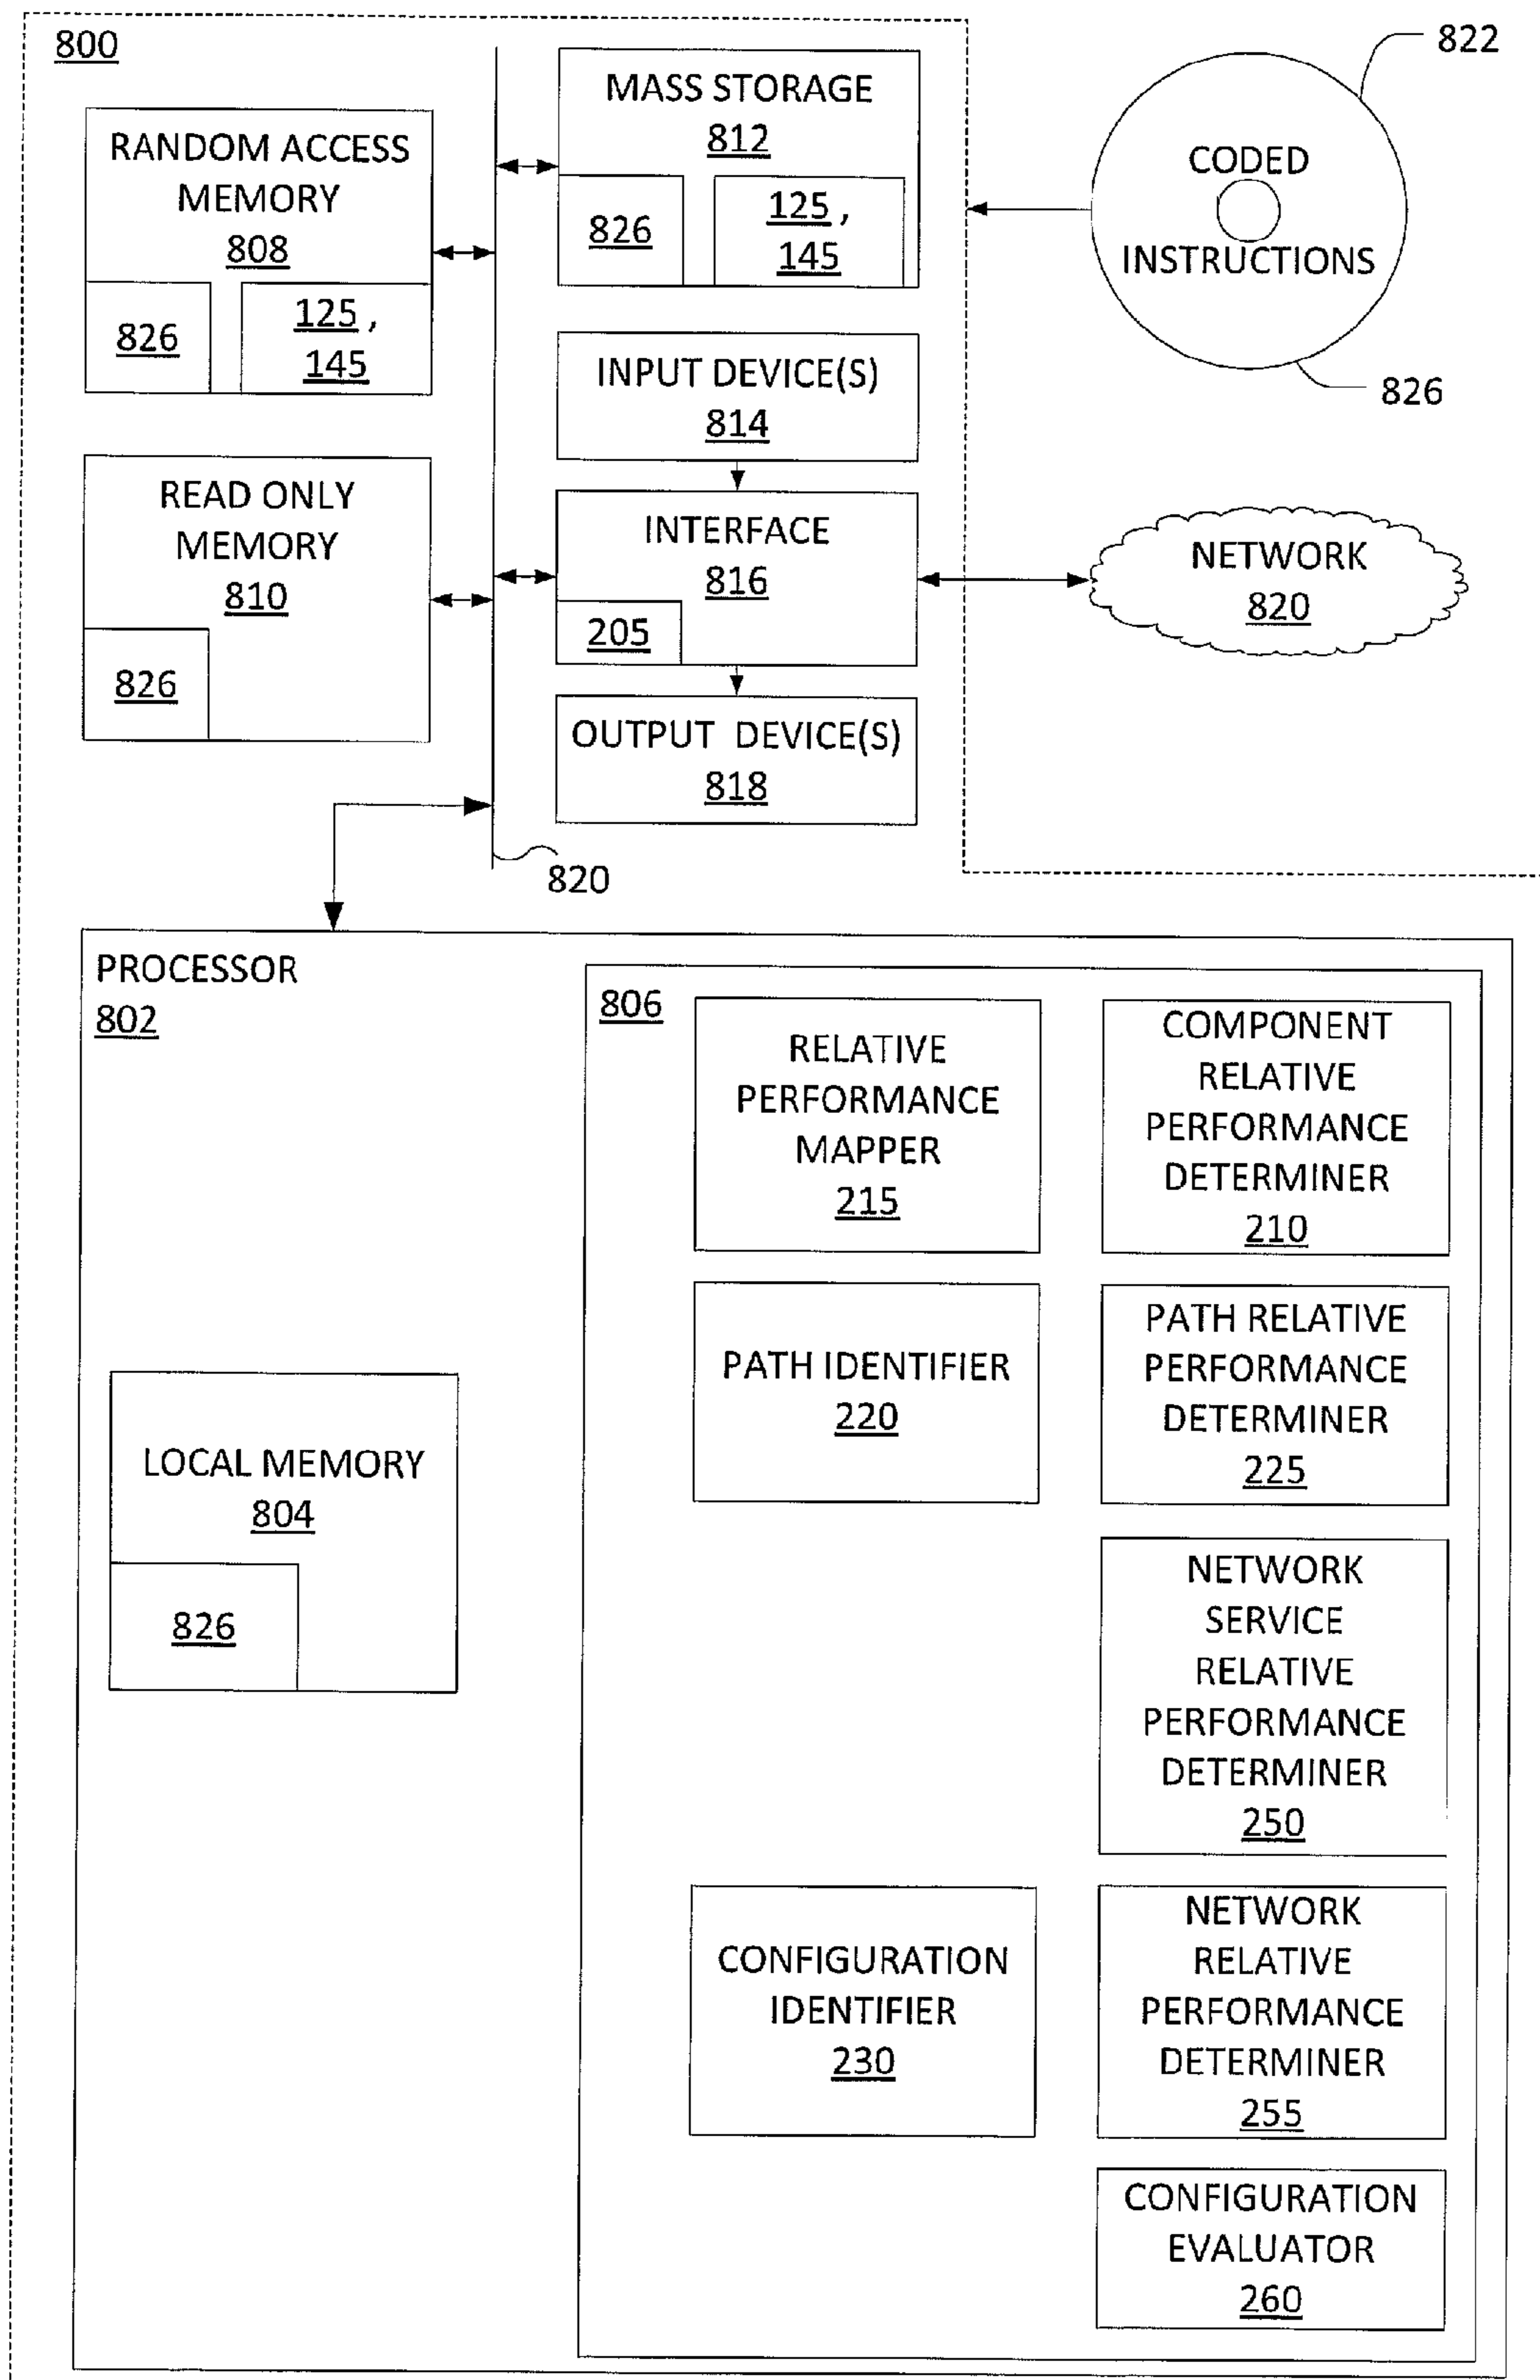 800
RANDOM ACCESS
MEMORY
808
826
125 ,
145
READ ONLY
MEMORY
810
826
MASS STORAGE
812
826
125 ,
145
INPUT DEVICE(S)
814
INTERFACE
816
205
OUTPUT DEVICE(S)
818
820
822
CODED
INSTRUCTIONS
826
NETWORK
820
PROCESSOR
802
LOCAL MEMORY
804
826
806
RELATIVE
PERFORMANCE
MAPPER
215
COMPONENT
RELATIVE
PERFORMANCE
DETERMINER
210
PATH IDENTIFIER
220
PATH RELATIVE
PERFORMANCE
DETERMINER
225
NETWORK
SERVICE
RELATIVE
PERFORMANCE
DETERMINER
250
CONFIGURATION
IDENTIFIER
230
NETWORK
RELATIVE
PERFORMANCE
DETERMINER
255
CONFIGURATION
EVALUATOR
260